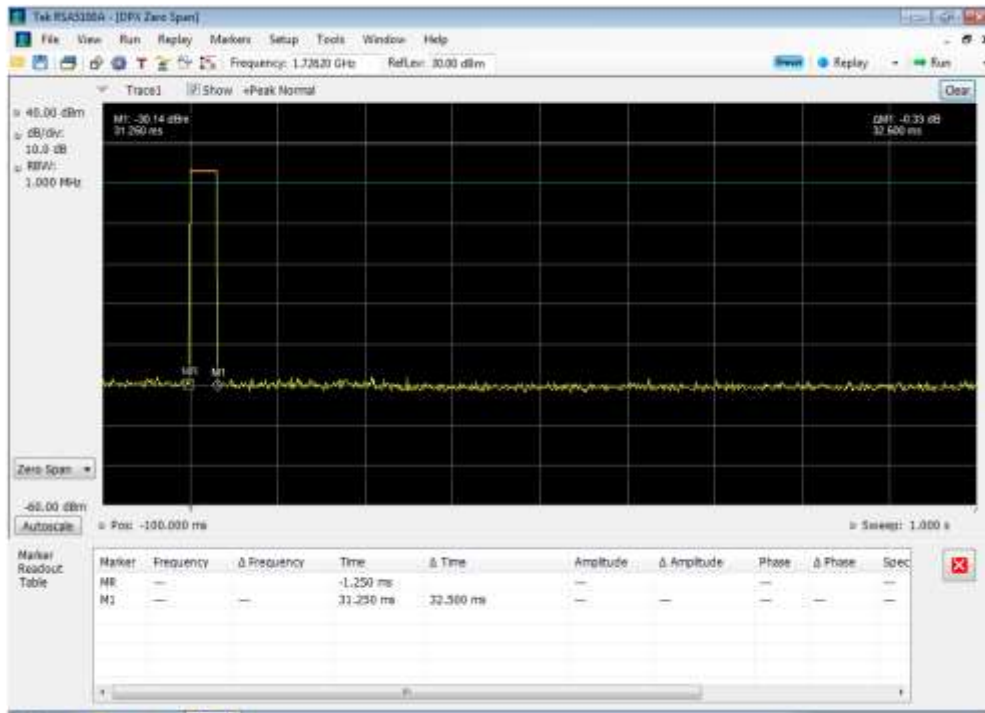 Tek RSA5100A - [DPX Zero Span]
File View Run Replay Markers Setup Tools Window Help
Frequency: 1.72620 GHz RefLev: 30.00 dBm Preset Replay Run
Trace1 Show +Peak Normal Clear
40.00 dBm
dB/div:
10.0 dB
RBW:
1.000 MHz
M1: -30.14 dBm
31.250 ms
ΔM1: -0.33 dB
32.500 ms
MR M1
Zero Span
-60.00 dBm
Autoscale Pos: -100.000 ms Sweep: 1.000 s
Marker
Readout
Table
Marker Frequency Δ Frequency Time Δ Time Amplitude Δ Amplitude Phase Δ Phase Spec
MR --- -1.250 ms --- --- ---
M1 --- --- 31.250 ms 32.500 ms --- --- --- --- ---